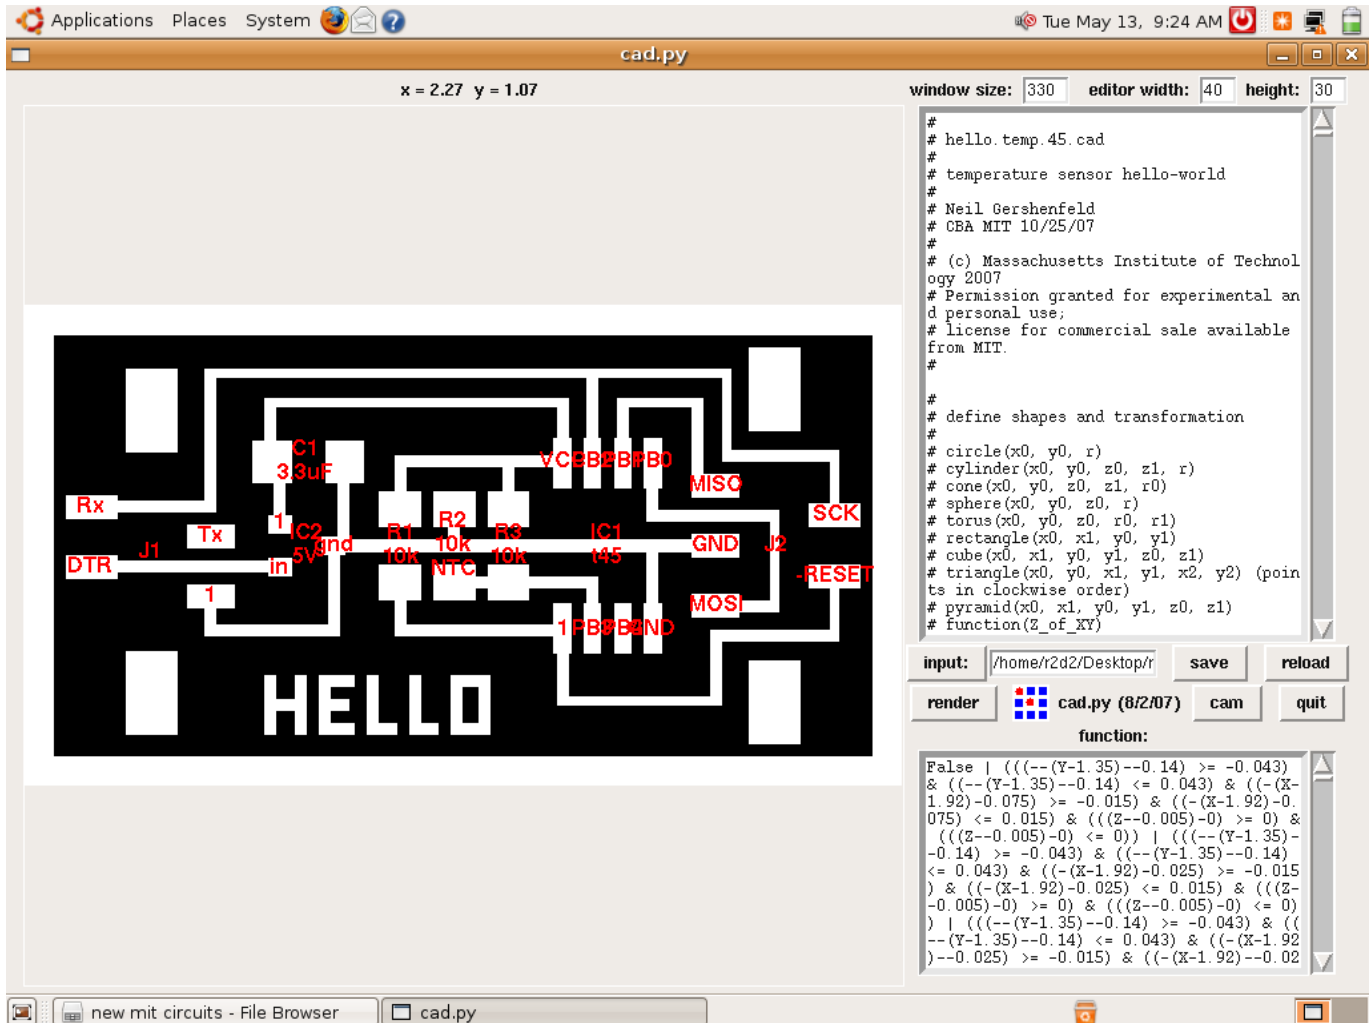 Applications Places System
Tue May 13, 9:24 AM
cad.py
x = 2.27 y = 1.07
window size: 330 editor width: 40 height: 30
#
# hello.temp.45.cad
#
# temperature sensor hello-world
#
# Neil Gershenfeld
# CBA MIT 10/25/07
#
# (c) Massachusetts Institute of Technol
ogy 2007
# Permission granted for experimental an
d personal use;
# license for commercial sale available
from MIT.
#
#
# define shapes and transformation
#
# circle(x0, y0, r)
# cylinder(x0, y0, z0, z1, r)
# cone(x0, y0, z0, z1, r0)
# sphere(x0, y0, z0, r)
# torus(x0, y0, z0, r0, r1)
# rectangle(x0, x1, y0, y1)
# cube(x0, x1, y0, y1, z0, z1)
# triangle(x0, y0, x1, y1, x2, y2) (poin
ts in clockwise order)
# pyramid(x0, x1, y0, y1, z0, z1)
# function(Z_of_XY)
C1
3.3uF
PB0
MISO
Rx
SCK
1
Tx
IC2
5V
gnd
R1
10k
R2
10k
NTC
R3
10k
IC1
t45
GND
J2
J1
DTR
in
-RESET
1
MOSI
1
GND
HELLO
input: /home/r2d2/Desktop/r save reload
render cad.py (8/2/07) cam quit
function:
False | (((--(Y-1.35)--0.14) >= -0.043)
& ((--(Y-1.35)--0.14) <= 0.043) & ((-(X-
1.92)-0.075) >= -0.015) & ((-(X-1.92)-0.
075) <= 0.015) & (((Z--0.005)-0) >= 0) &
(((Z--0.005)-0) <= 0)) | (((--(Y-1.35)-
-0.14) >= -0.043) & ((--(Y-1.35)--0.14)
<= 0.043) & ((-(X-1.92)-0.025) >= -0.015
) & ((-(X-1.92)-0.025) <= 0.015) & (((Z-
-0.005)-0) >= 0) & (((Z--0.005)-0) <= 0)
) | (((--(Y-1.35)--0.14) >= -0.043) & ((
--(Y-1.35)--0.14) <= 0.043) & ((-(X-1.92
)--0.025) >= -0.015) & ((-(X-1.92)--0.02
new mit circuits - File Browser
cad.py